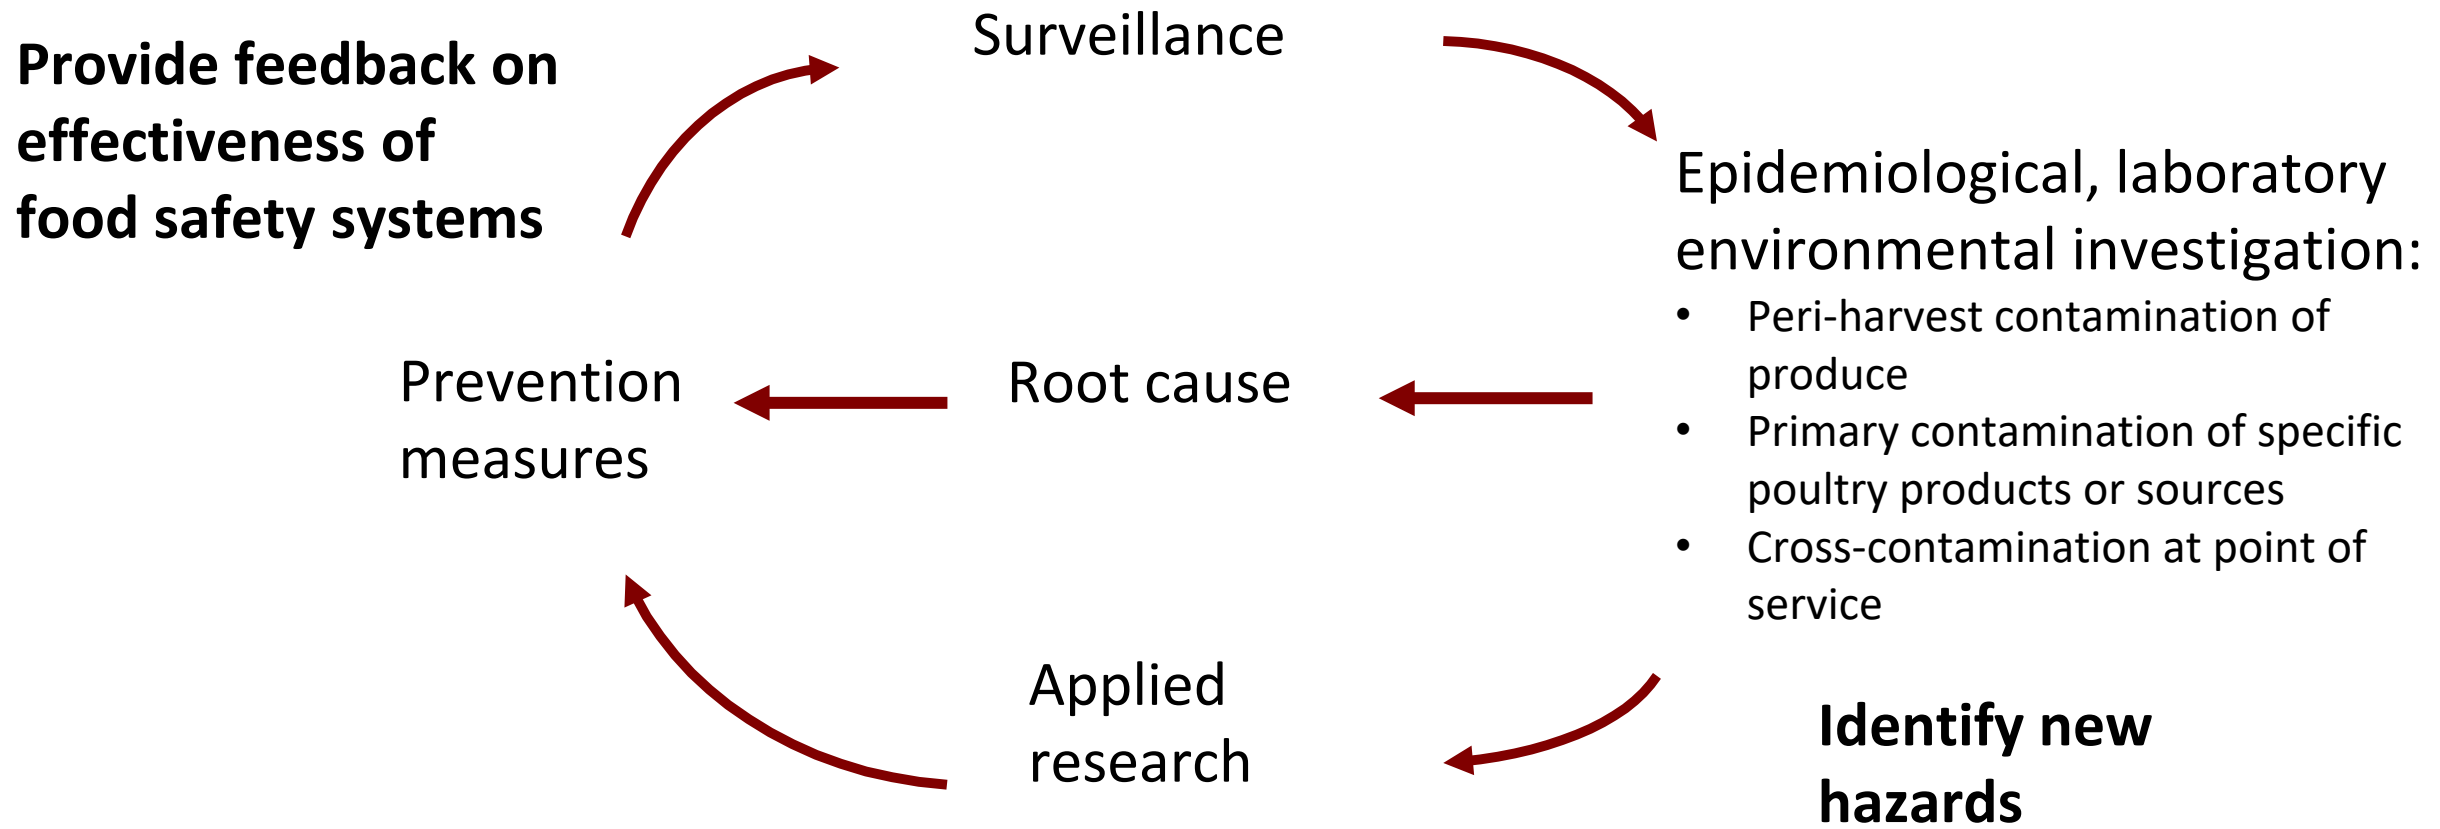 Surveillance
Provide feedback on
effectiveness of
food safety systems
Epidemiological, laboratory
environmental investigation:
• Peri-harvest contamination of
produce
• Primary contamination of specific
poultry products or sources
• Cross-contamination at point of
service
Root cause
Prevention
measures
Applied
research
Identify new
hazards